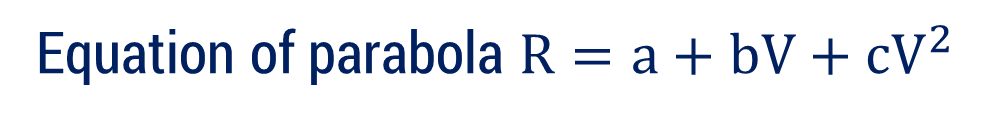 Equation of parabola R = a + bV + cV²